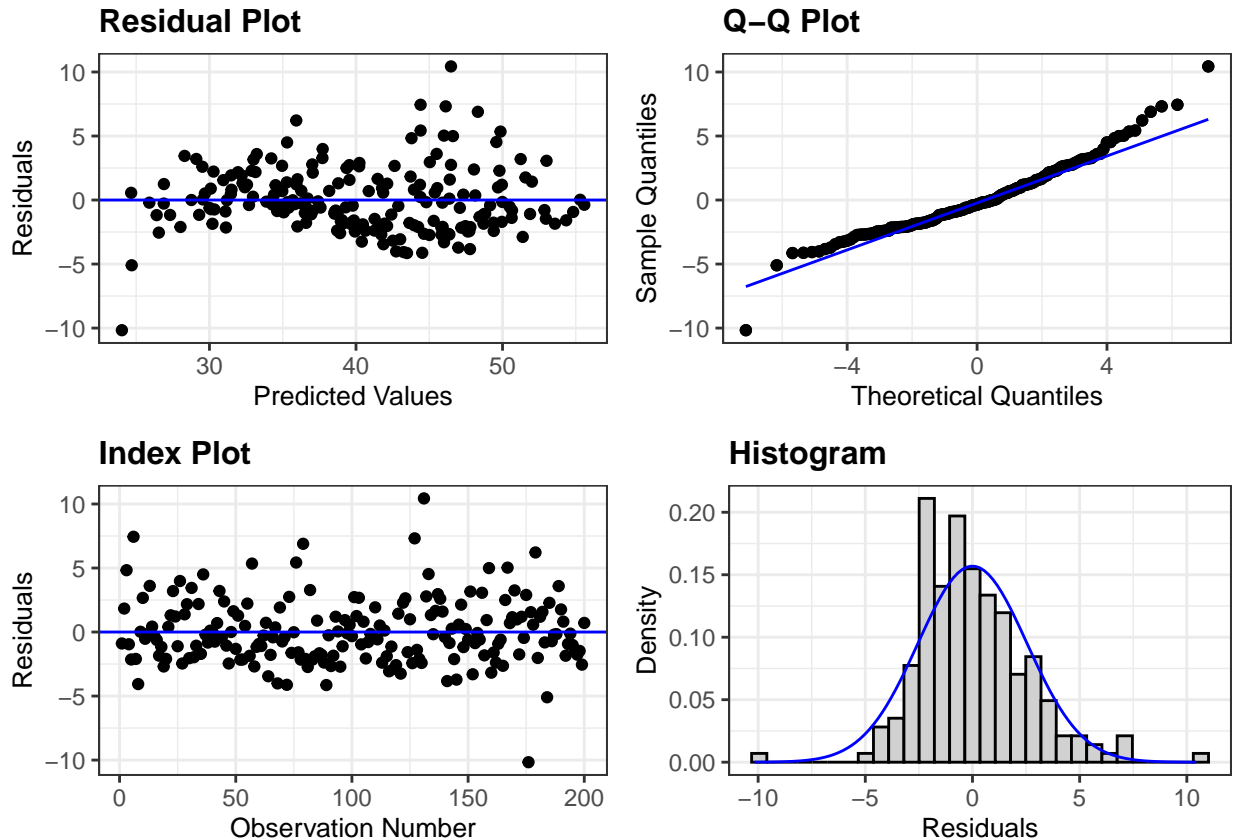 Residual Plot
10
5
0
−5
−10
Residuals
30 40 50
Predicted Values
Q−Q Plot
10
5
0
−5
−10
Sample Quantiles
−4 0 4
Theoretical Quantiles
Index Plot
10
5
0
−5
−10
Residuals
0 50 100 150 200
Observation Number
Histogram
0.20
0.15
0.10
0.05
0.00
Density
−10 −5 0 5 10
Residuals